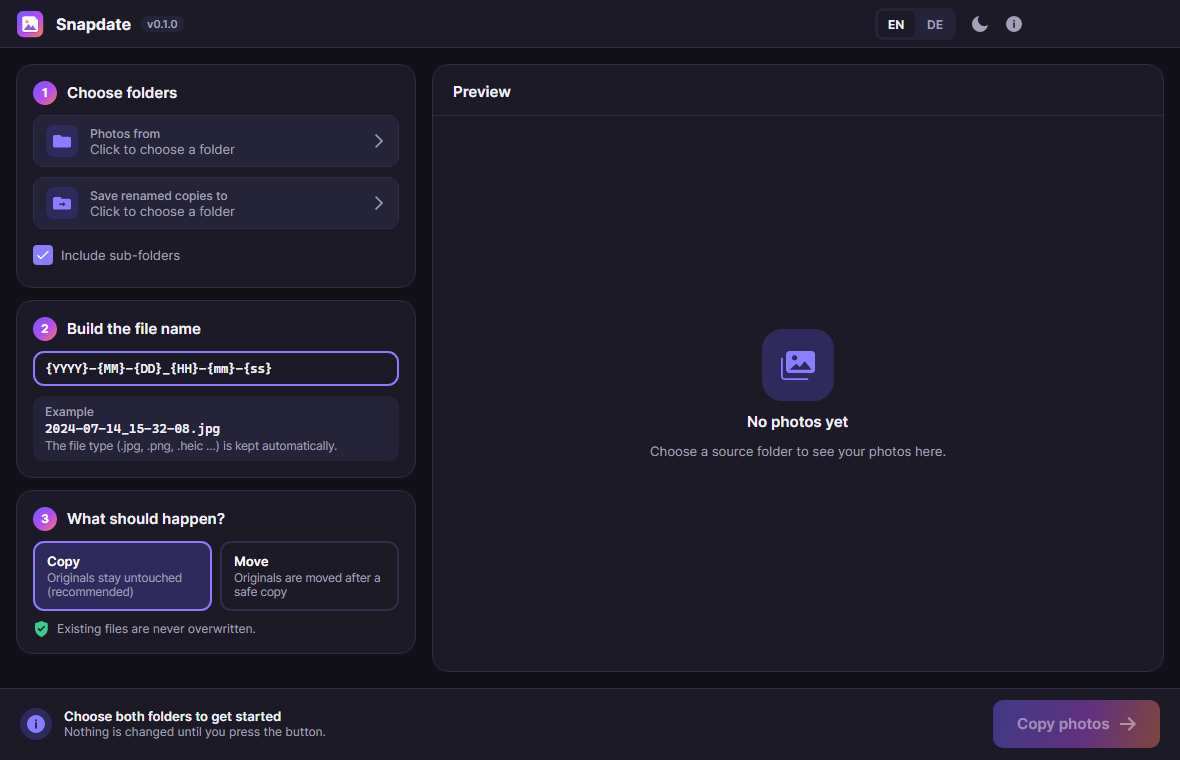 Snapdate v0.1.0
EN DE
1 Choose folders
Photos from
Click to choose a folder
Save renamed copies to
Click to choose a folder
Include sub-folders
2 Build the file name
{YYYY}-{MM}-{DD}_{HH}-{mm}-{ss}
Example
2024-07-14_15-32-08.jpg
The file type (.jpg, .png, .heic ...) is kept automatically.
3 What should happen?
Copy
Originals stay untouched
(recommended)
Move
Originals are moved after a
safe copy
Existing files are never overwritten.
Preview
No photos yet
Choose a source folder to see your photos here.
Choose both folders to get started
Nothing is changed until you press the button.
Copy photos